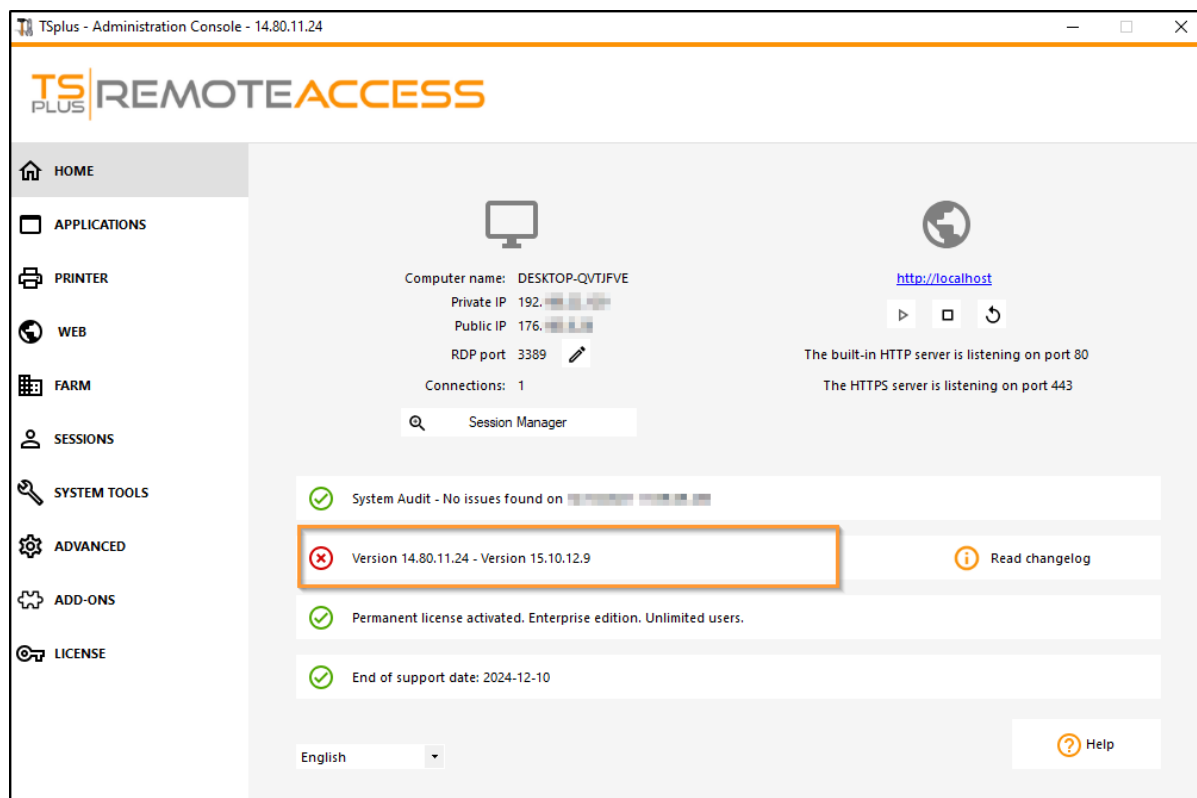 TSplus - Administration Console - 14.80.11.24
TS PLUS REMOTEACCESS
HOME
APPLICATIONS
PRINTER
WEB
FARM
SESSIONS
SYSTEM TOOLS
ADVANCED
ADD-ONS
LICENSE
Computer name: DESKTOP-QVTJFVE
Private IP 192.
Public IP 176.
RDP port 3389
Connections: 1
Session Manager
http://localhost
The built-in HTTP server is listening on port 80
The HTTPS server is listening on port 443
System Audit - No issues found on
Version 14.80.11.24 - Version 15.10.12.9
Read changelog
Permanent license activated. Enterprise edition. Unlimited users.
End of support date: 2024-12-10
English
Help